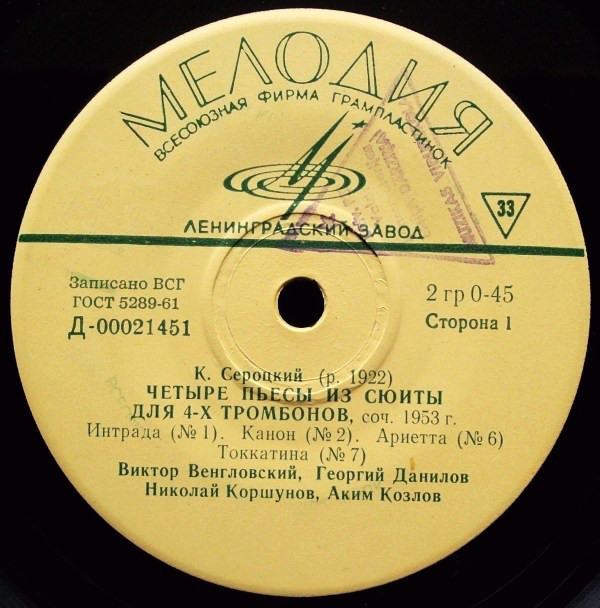 МЕЛОДИЯ
ВСЕСОЮЗНАЯ ФИРМА ГРАМПЛАСТИНОК
33
ЛЕНИНГРАДСКИЙ ЗАВОД
Записано ВСГ
ГОСТ 5289-61
Д-00021451
2 гр 0-45
Сторона 1
К. Сероцкий (р. 1922)
ЧЕТЫРЕ ПЬЕСЫ ИЗ СЮИТЫ
ДЛЯ 4-Х ТРОМБОНОВ, соч. 1953 г.
Интрада (№ 1). Канон (№ 2). Ариетта (№ 6)
Токкатина (№ 7)
Виктор Венгловский, Георгий Данилов
Николай Коршунов, Аким Козлов